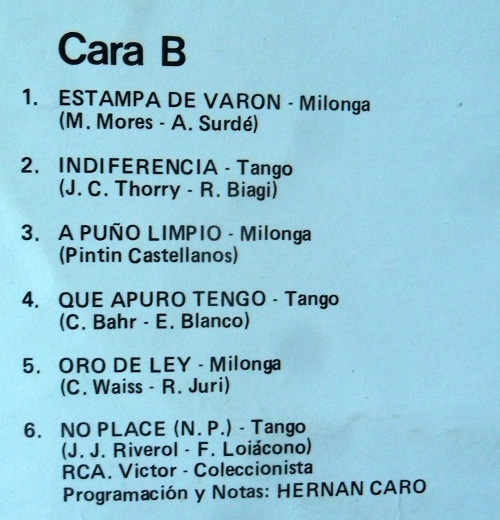 Cara B
1. ESTAMPA DE VARON - Milonga
(M. Mores - A. Surdé)
2. INDIFERENCIA - Tango
(J. C. Thorry - R. Biagi)
3. A PUÑO LIMPIO - Milonga
(Pintin Castellanos)
4. QUE APURO TENGO - Tango
(C. Bahr - E. Blanco)
5. ORO DE LEY - Milonga
(C. Waiss - R. Juri)
6. NO PLACE (N. P.) - Tango
(J. J. Riverol - F. Loiácono)
RCA. Victor - Coleccionista
Programación y Notas: HERNAN CARO